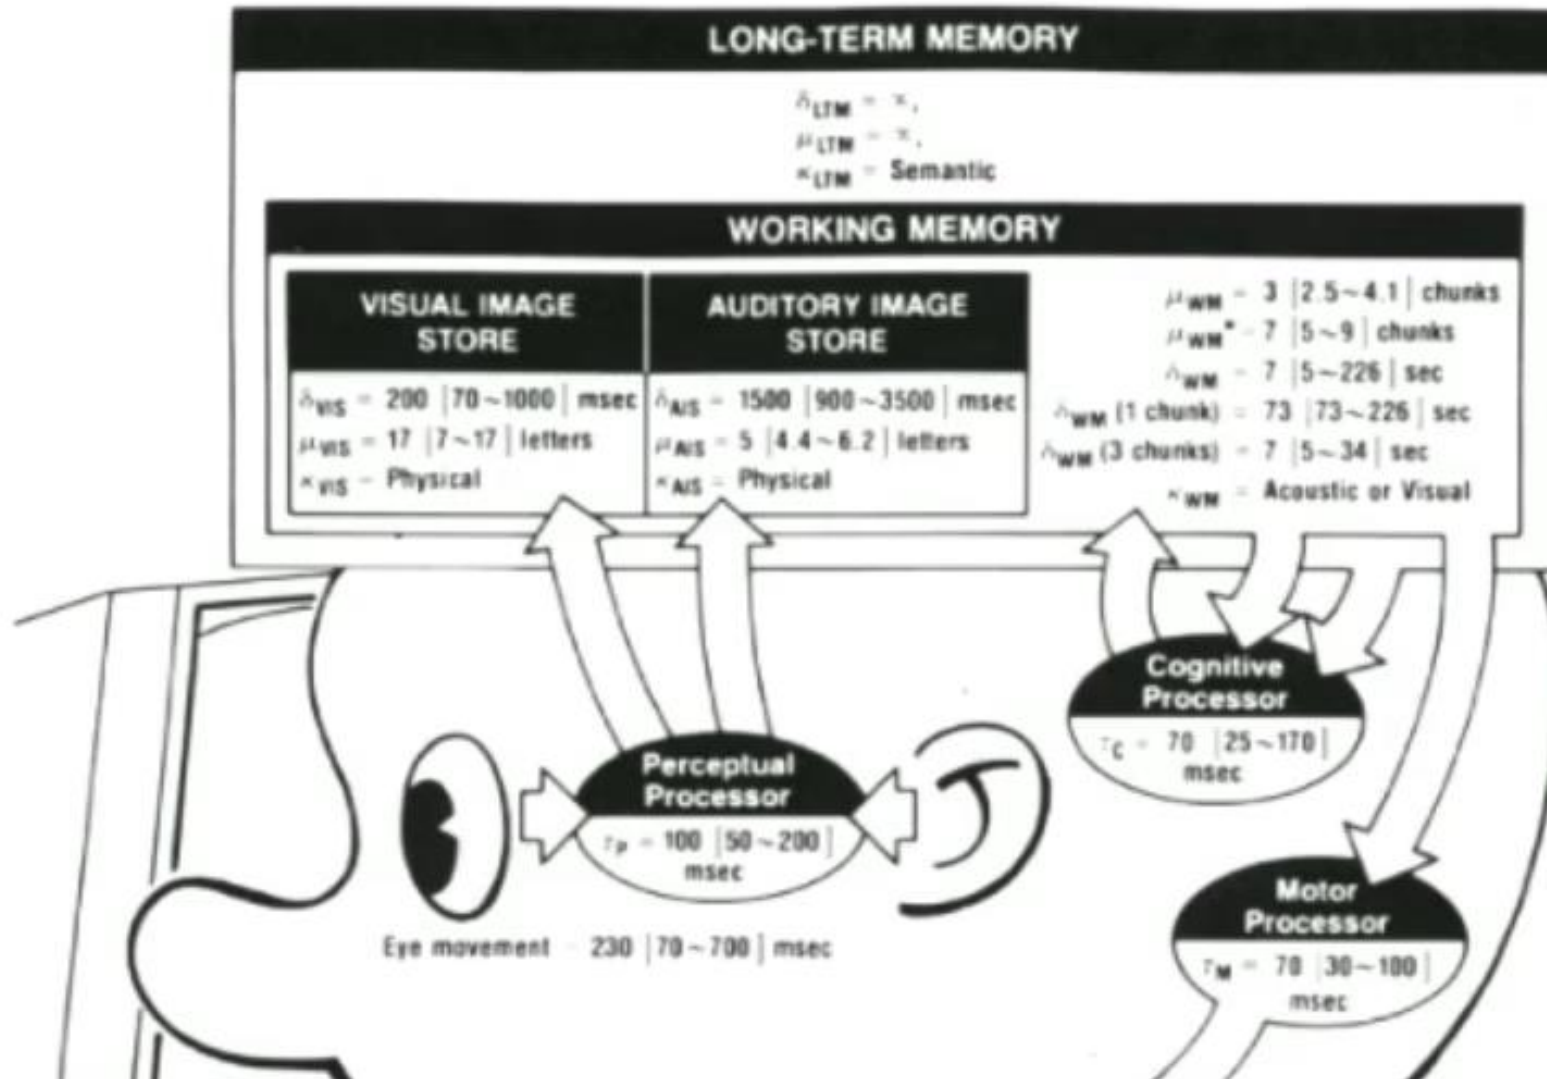 LONG-TERM MEMORY
δLTM = ∞,
μLTM = ∞,
κLTM = Semantic
WORKING MEMORY
VISUAL IMAGE
STORE
δVIS = 200 [70~1000] msec
μVIS = 17 [7~17] letters
κVIS = Physical
AUDITORY IMAGE
STORE
δAIS = 1500 [900~3500] msec
μAIS = 5 [4.4~6.2] letters
κAIS = Physical
μWM = 3 [2.5~4.1] chunks
μWM* = 7 [5~9] chunks
δWM = 7 [5~226] sec
δWM (1 chunk) = 73 [73~226] sec
δWM (3 chunks) = 7 [5~34] sec
κWM = Acoustic or Visual
Cognitive
Processor
τC = 70 [25~170]
msec
Perceptual
Processor
τP = 100 [50~200]
msec
Eye movement = 230 [70~700] msec
Motor
Processor
τM = 70 [30~100]
msec